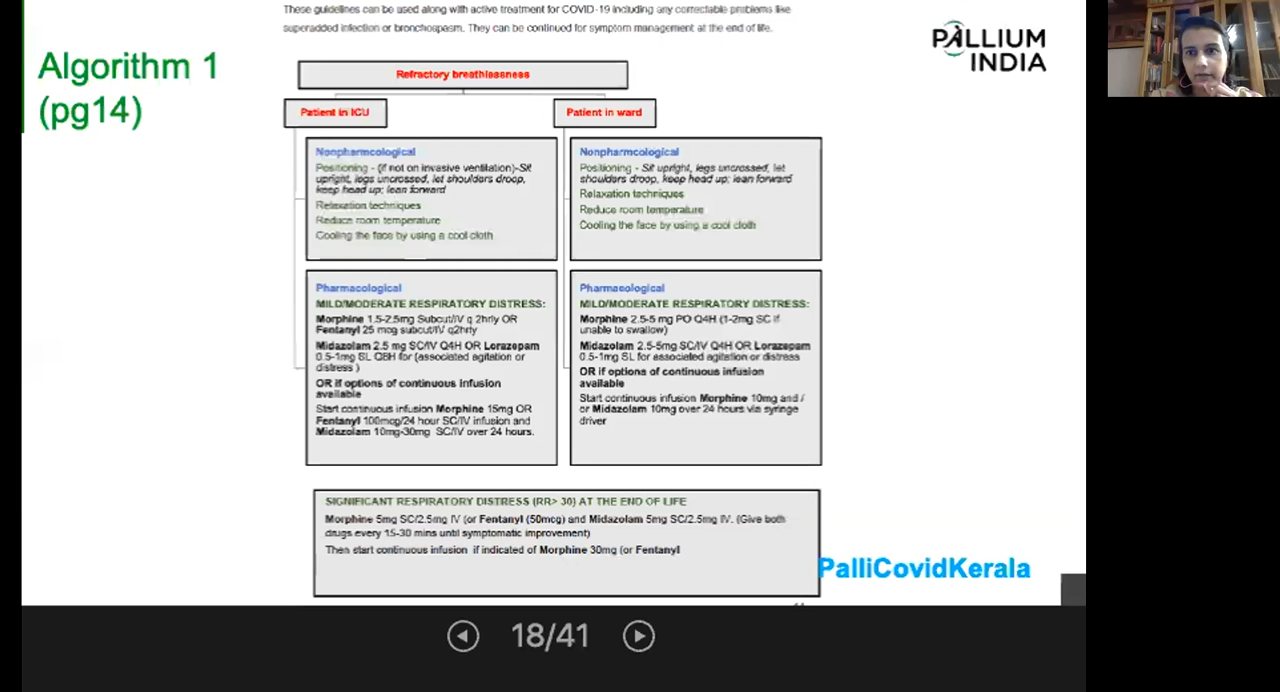 These guidelines can be used along with active treatment for COVID-19 including any correctable problems like
superadded infection or bronchospasm. They can be continued for symptom management at the end of life.
PALLIUM
INDIA
Algorithm 1
(pg14)
Refractory breathlessness
Patient in ICU
Patient in ward
Nonpharmcological
Positioning - (if not on invasive ventilation)-Sit
upright, legs uncrossed, let shoulders droop,
keep head up; lean forward
Relaxation techniques
Reduce room temperature
Cooling the face by using a cool cloth
Nonpharmcological
Positioning - Sit upright, legs uncrossed, let
shoulders droop, keep head up; lean forward
Relaxation techniques
Reduce room temperature
Cooling the face by using a cool cloth
Pharmacological
MILD/MODERATE RESPIRATORY DISTRESS:
Morphine 1.5-2.5mg Subcut/IV q 2hrly OR
Fentanyl 25 mcg subcut/IV q2hrly
Midazolam 2.5 mg SC/IV Q4H OR Lorazepam
0.5-1mg SL Q8H for (associated agitation or
distress )
OR if options of continuous infusion
available
Start continuous infusion Morphine 15mg OR
Fentanyl 100mcg/24 hour SC/IV infusion and
Midazolam 10mg-30mg SC/IV over 24 hours.
Pharmacological
MILD/MODERATE RESPIRATORY DISTRESS:
Morphine 2.5-5 mg PO Q4H (1-2mg SC if
unable to swallow)
Midazolam 2.5-5mg SC/IV Q4H OR Lorazepam
0.5-1mg SL for associated agitation or distress
OR if options of continuous infusion
available
Start continuous infusion Morphine 10mg and /
or Midazolam 10mg over 24 hours via syringe
driver
SIGNIFICANT RESPIRATORY DISTRESS (RR> 30) AT THE END OF LIFE
Morphine 5mg SC/2.5mg IV (or Fentanyl (50mcg) and Midazolam 5mg SC/2.5mg IV. (Give both
drugs every 15-30 mins until symptomatic improvement)
Then start continuous infusion if indicated of Morphine 30mg (or Fentanyl
PalliCovidKerala
18/41